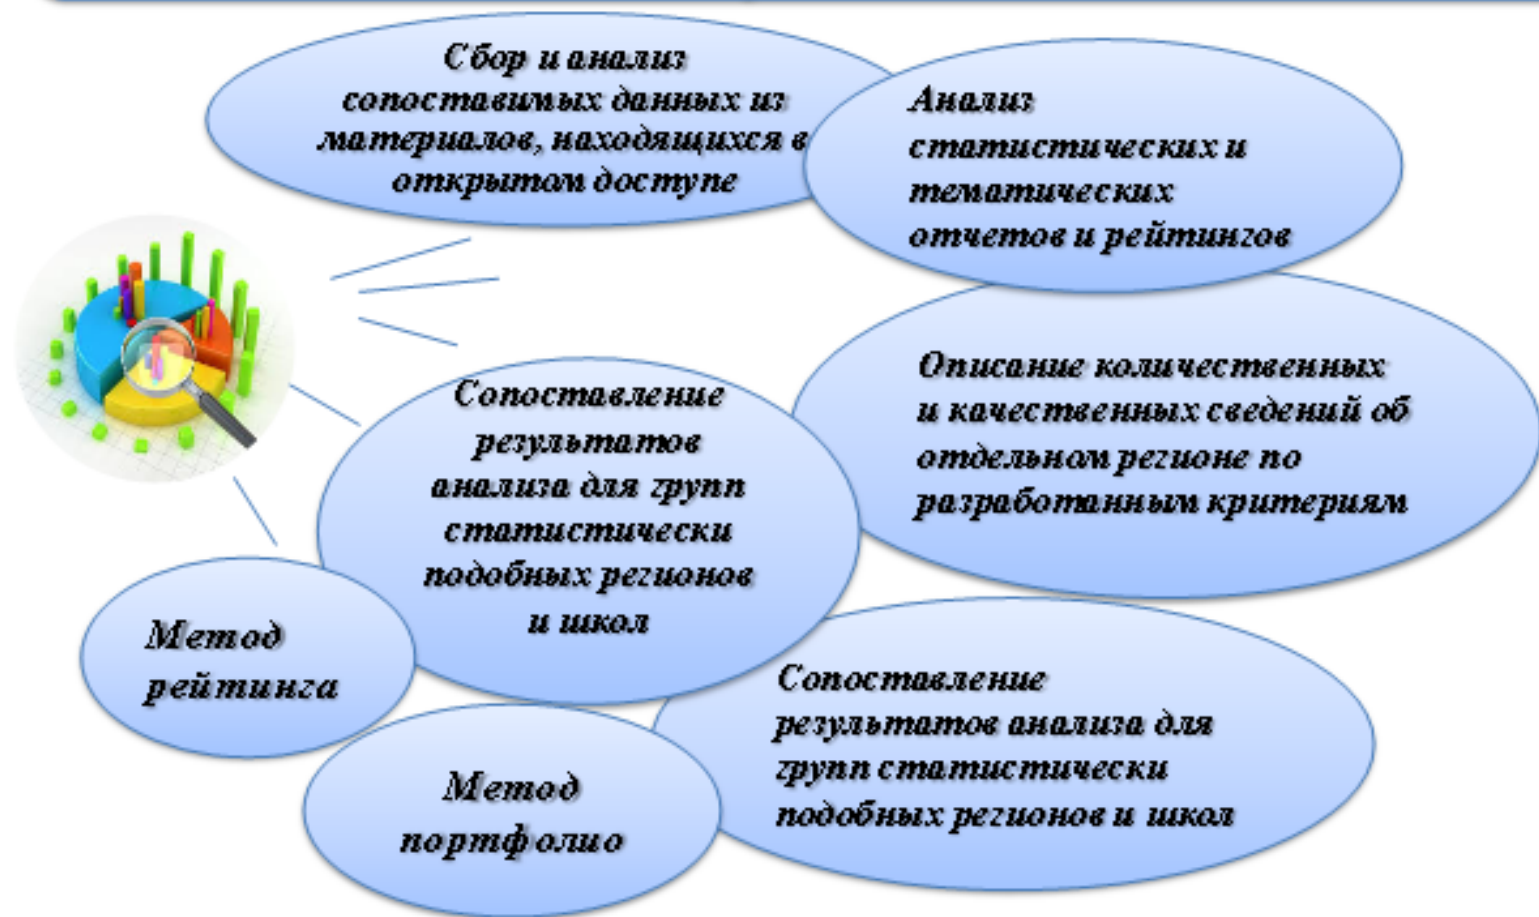 Сбор и анализ
сопоставимых данных из
материалов, находящихся в
открытом доступе
Анализ
статистических и
тематических
отчетов и рейтингов
Описание количественных
и качественных сведений об
отдельном регионе по
разработанным критериям
Сопоставление
результатов
анализа для групп
статистически
подобных регионов
и школ
Метод
рейтинга
Сопоставление
результатов анализа для
групп статистически
подобных регионов и школ
Метод
портфолио